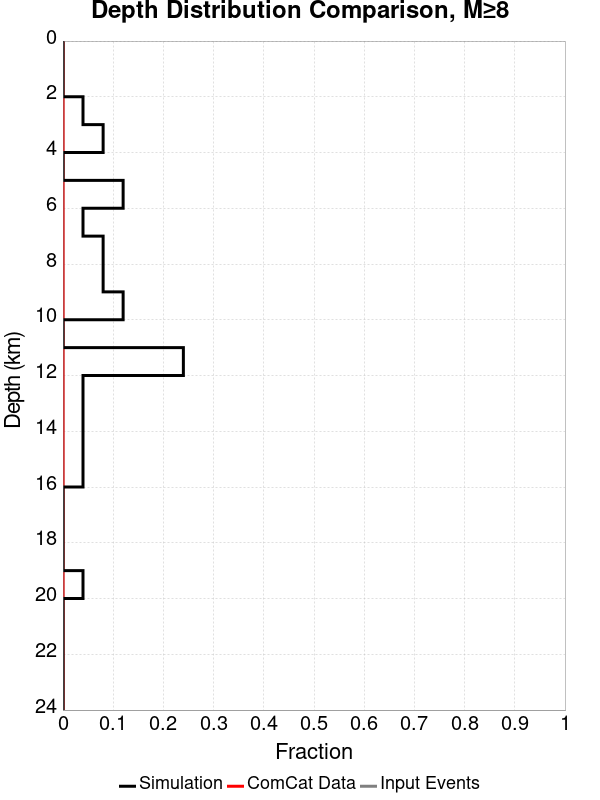 Depth Distribution Comparison, M≥8
0
2
4
6
8
10
12
14
16
18
20
22
24
Depth (km)
0 0.1 0.2 0.3 0.4 0.5 0.6 0.7 0.8 0.9 1
Fraction
Simulation ComCat Data Input Events